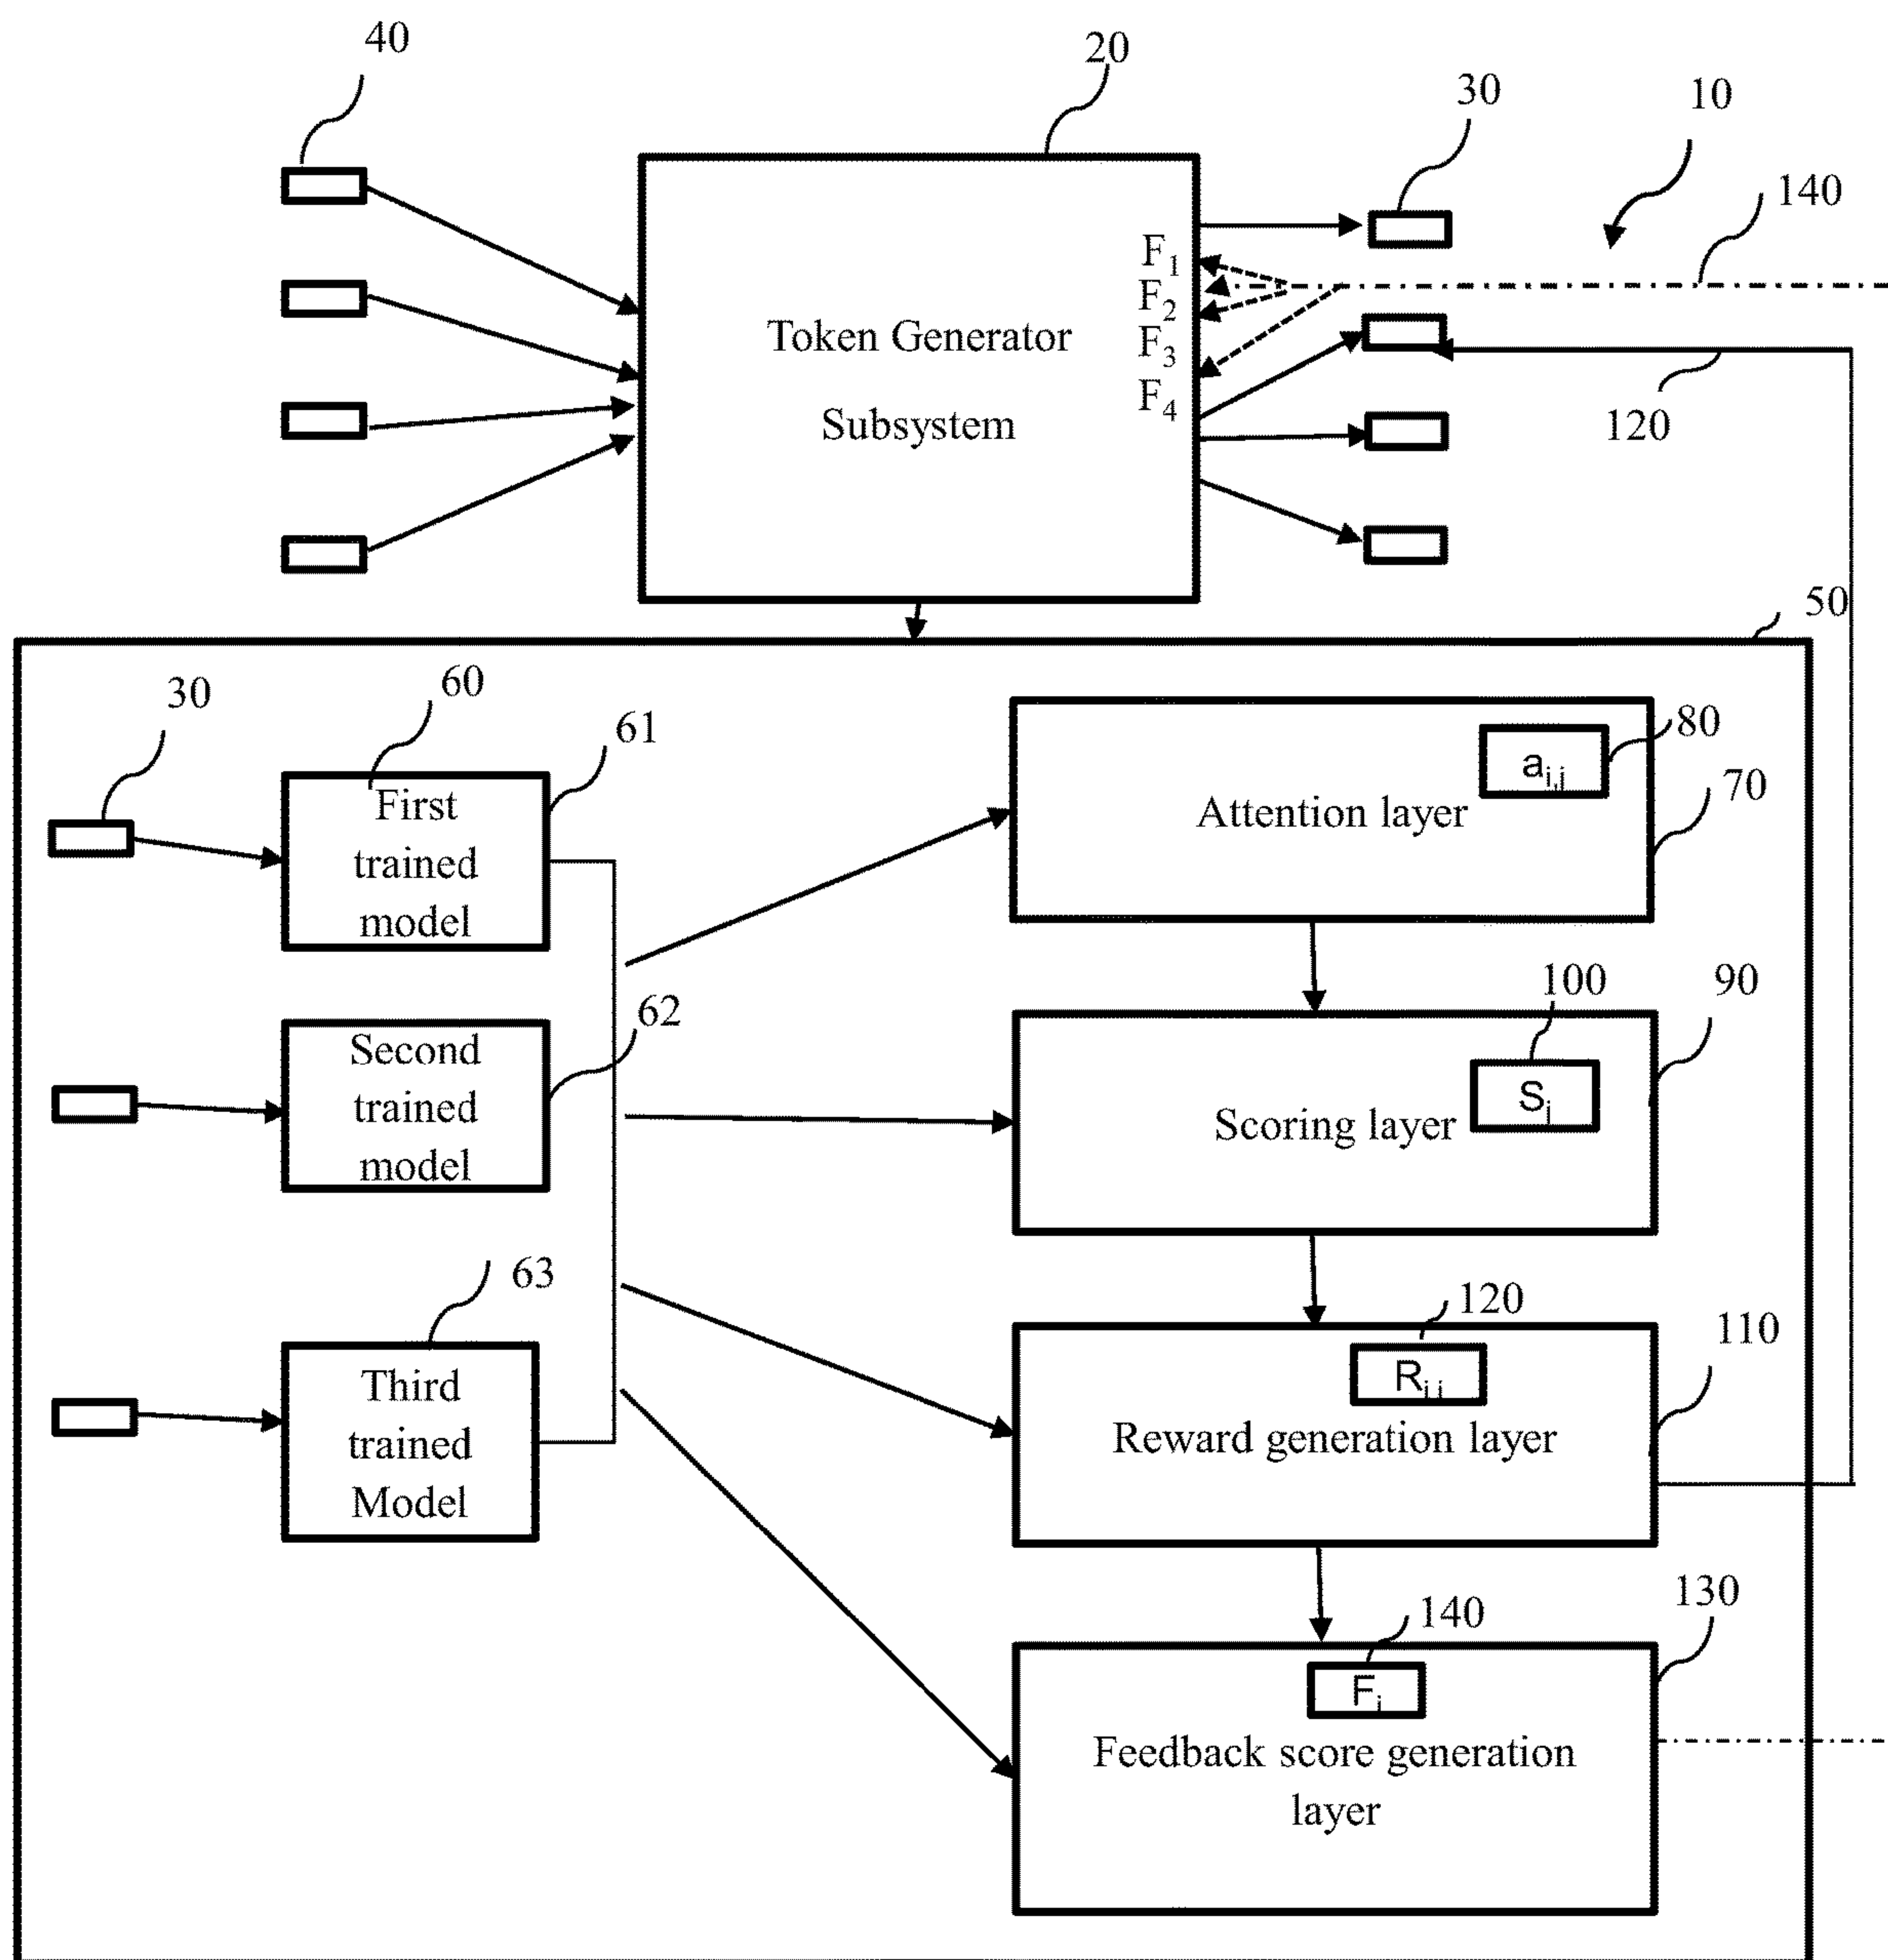 40
20
30
10
140
F1
F2
F3
F4
Token Generator
Subsystem
120
50
30
60
61
First
trained
model
80
ai,j
70
Attention layer
62
Second
trained
model
100
90
Si
Scoring layer
63
Third
trained
Model
120
110
Ri,j
Reward generation layer
140
130
Fi
Feedback score generation
layer